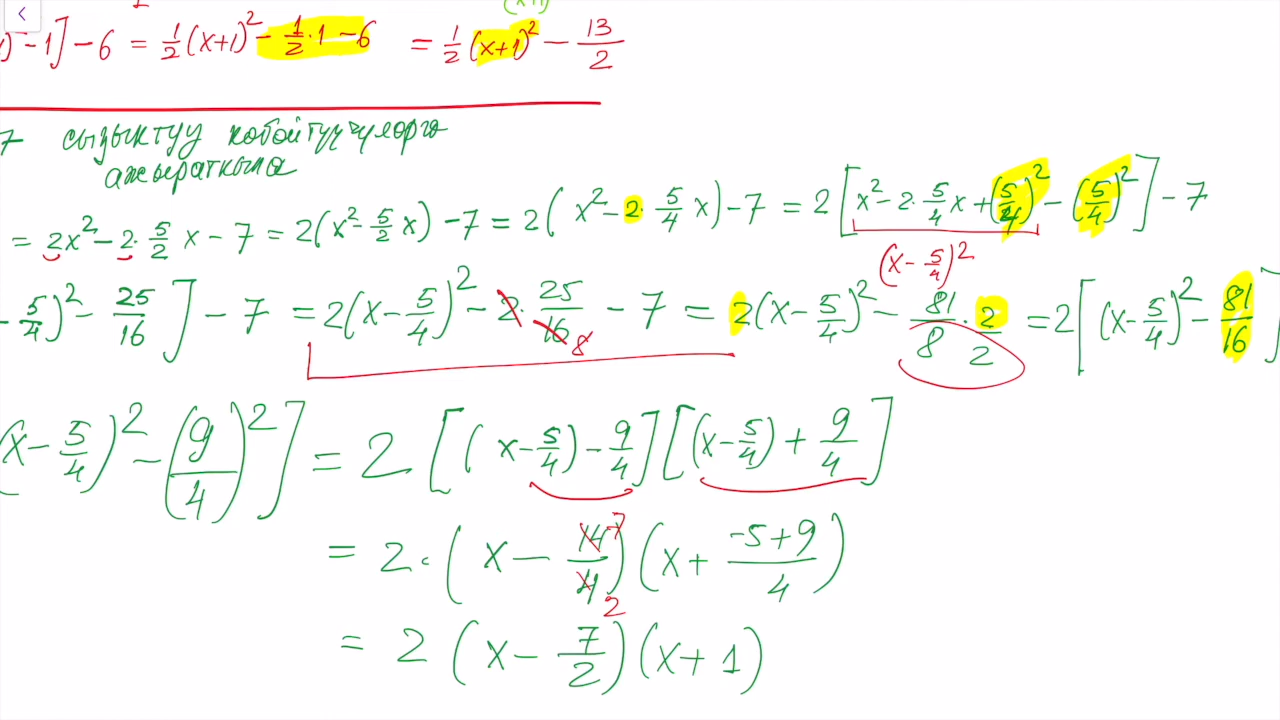 (x+1)
)² - 1] - 6 = 1/2 (x+1)² - 1/2 · 1 - 6 = 1/2 (x+1)² - 13/2
7 сызыктуу көбөйтүүчүлөргө
ажыраткыла
= 2x² - 2 · 5/2 x - 7 = 2(x² - 5/2 x) - 7 = 2( x² - 2 · 5/4 x) - 7 = 2[x² - 2 · 5/4 x + (5/4)² - (5/4)²] - 7
(x - 5/4)²
- 5/4)² - 25/16] - 7 = 2(x - 5/4)² - 2 · 25/16 - 7 = 2(x - 5/4)² - 81/8 · 2/2 = 2[(x - 5/4)² - 81/16]
8
(x - 5/4)² - (9/4)²] = 2 [(x - 5/4) - 9/4][(x - 5/4) + 9/4]
= 2 · (x - 14/4)(x + (-5+9)/4)
7
2
= 2 (x - 7/2)(x + 1)